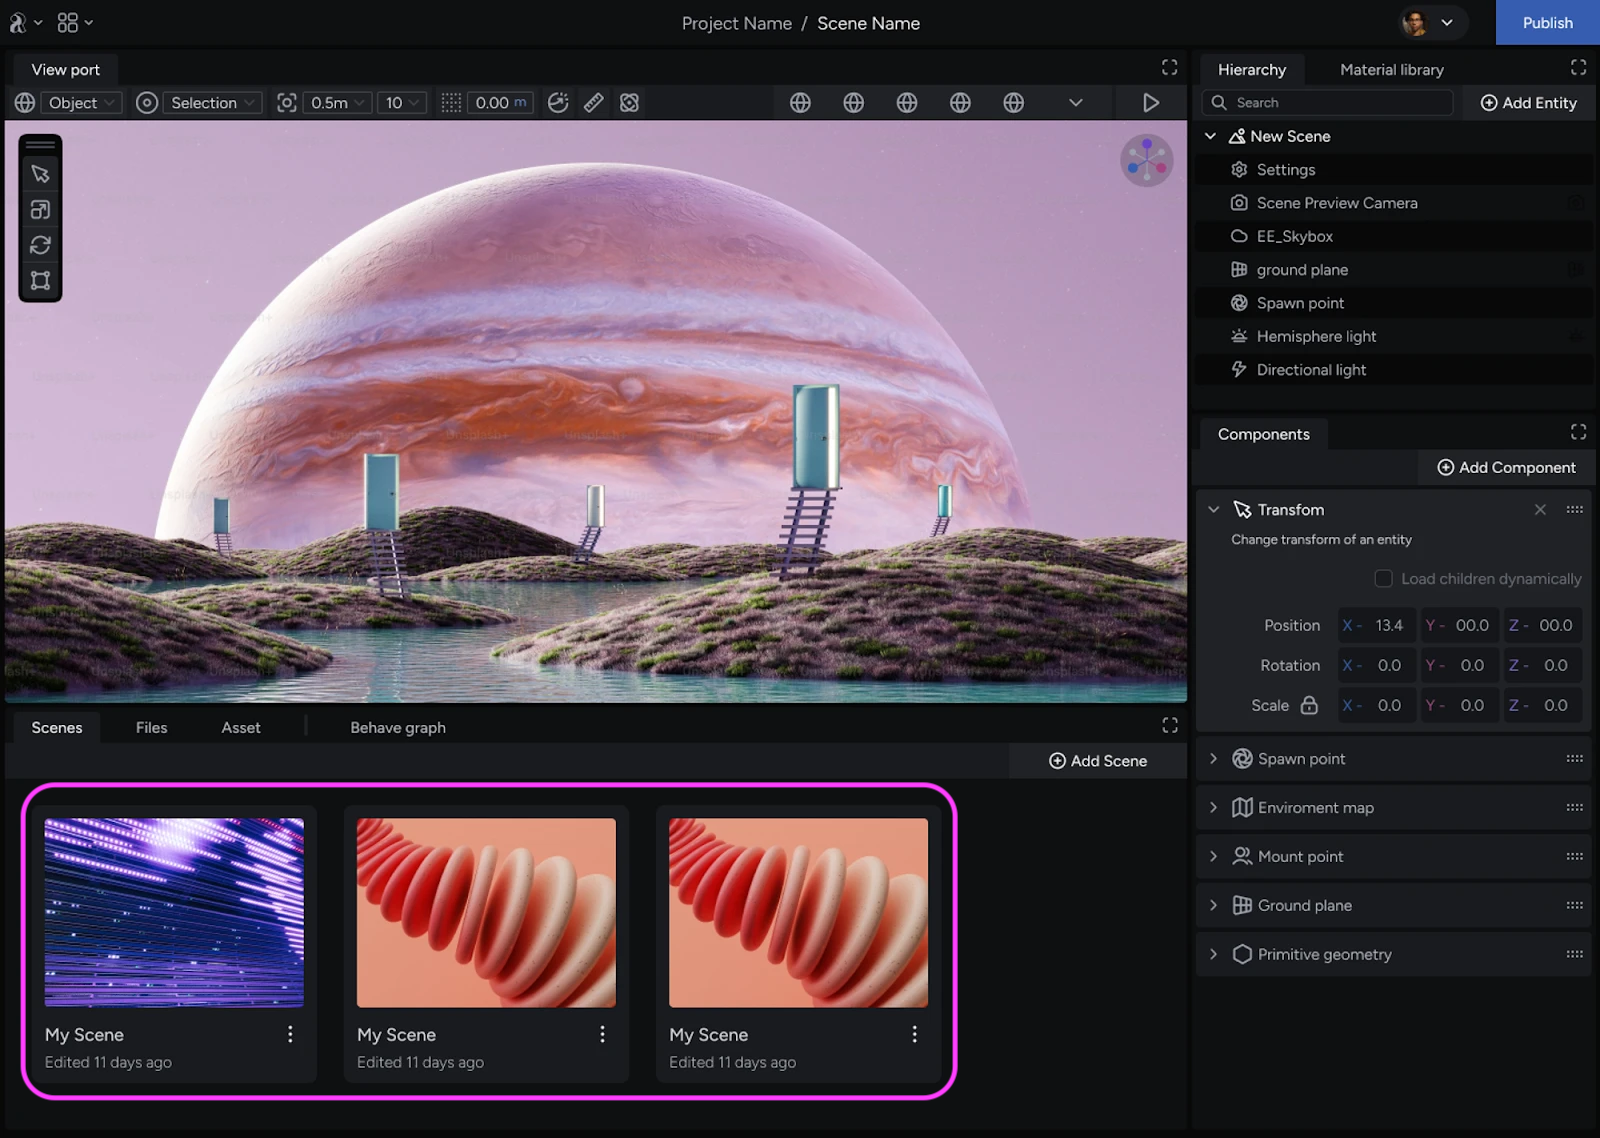 Project Name / Scene Name
Publish
View port
Object
Selection
0.5m
10
0.00 m
Hierarchy
Material library
Search
Add Entity
New Scene
Settings
Scene Preview Camera
EE_Skybox
ground plane
Spawn point
Hemisphere light
Directional light
Components
Add Component
Transfom
Change transform of an entity
Load children dynamically
Position X - 13.4 Y - 00.0 Z - 00.0
Rotation X - 0.0 Y - 0.0 Z - 0.0
Scale X - 0.0 Y - 0.0 Z - 0.0
Spawn point
Enviroment map
Mount point
Ground plane
Primitive geometry
Unsplash+
Scenes
Files
Asset
Behave graph
Add Scene
My Scene
Edited 11 days ago
My Scene
Edited 11 days ago
My Scene
Edited 11 days ago